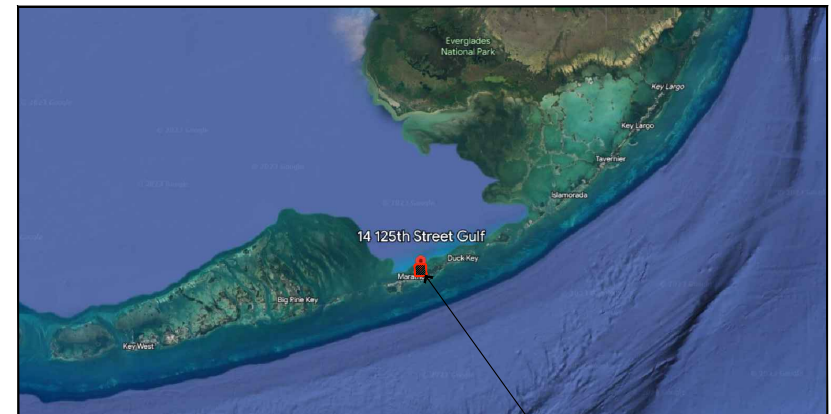 Everglades
National Park
Key Largo
Key Largo
Tavernier
Islamorada
14 125th Street Gulf
Duck Key
Big Pine Key
Key West